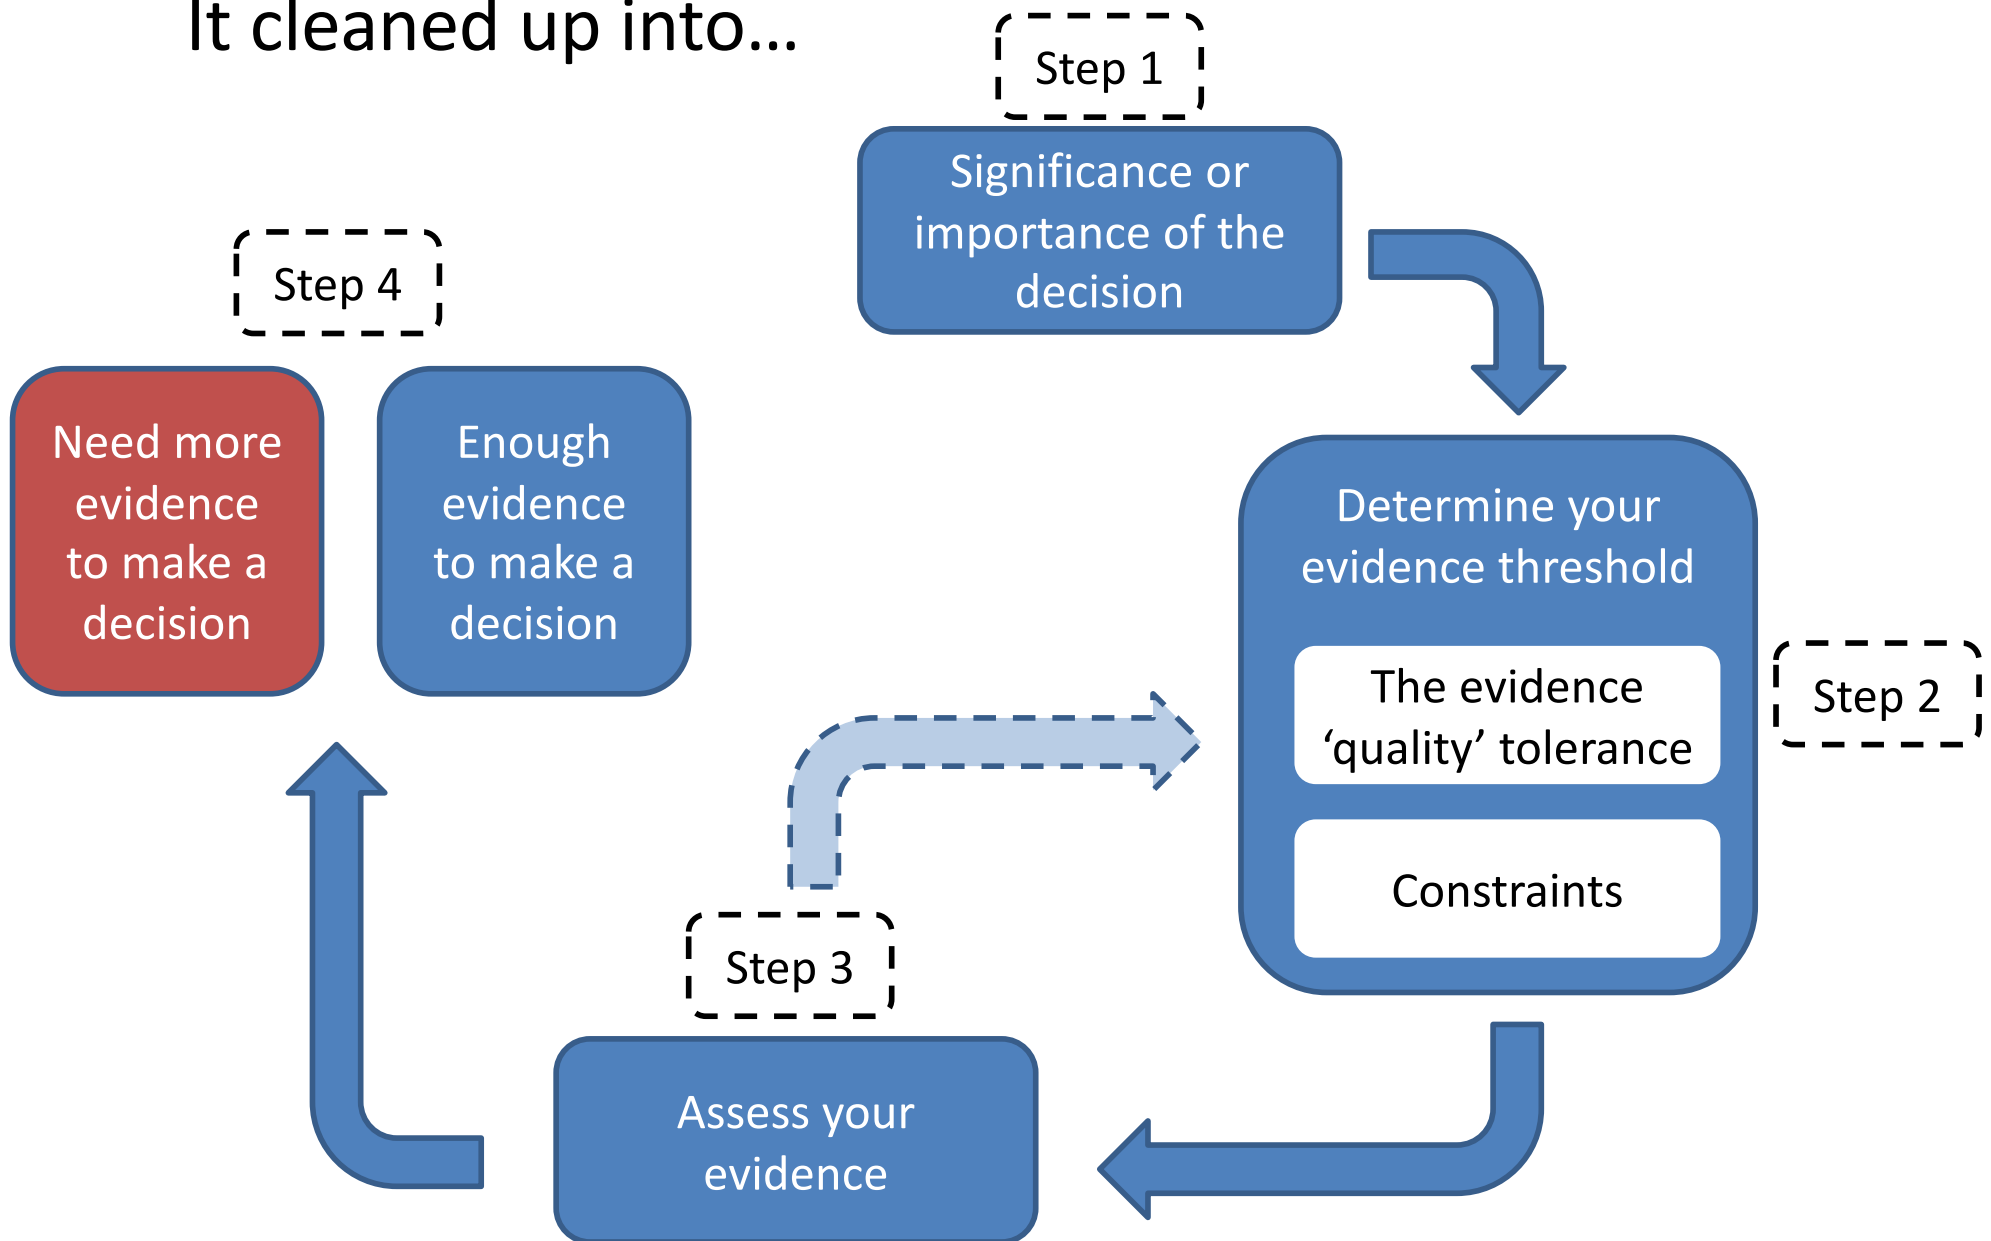 It cleaned up into...
Step 1
Significance or
importance of the
decision
Step 2
Determine your
evidence threshold
The evidence
‘quality’ tolerance
Constraints
Step 3
Assess your
evidence
Step 4
Need more
evidence
to make a
decision
Enough
evidence
to make a
decision